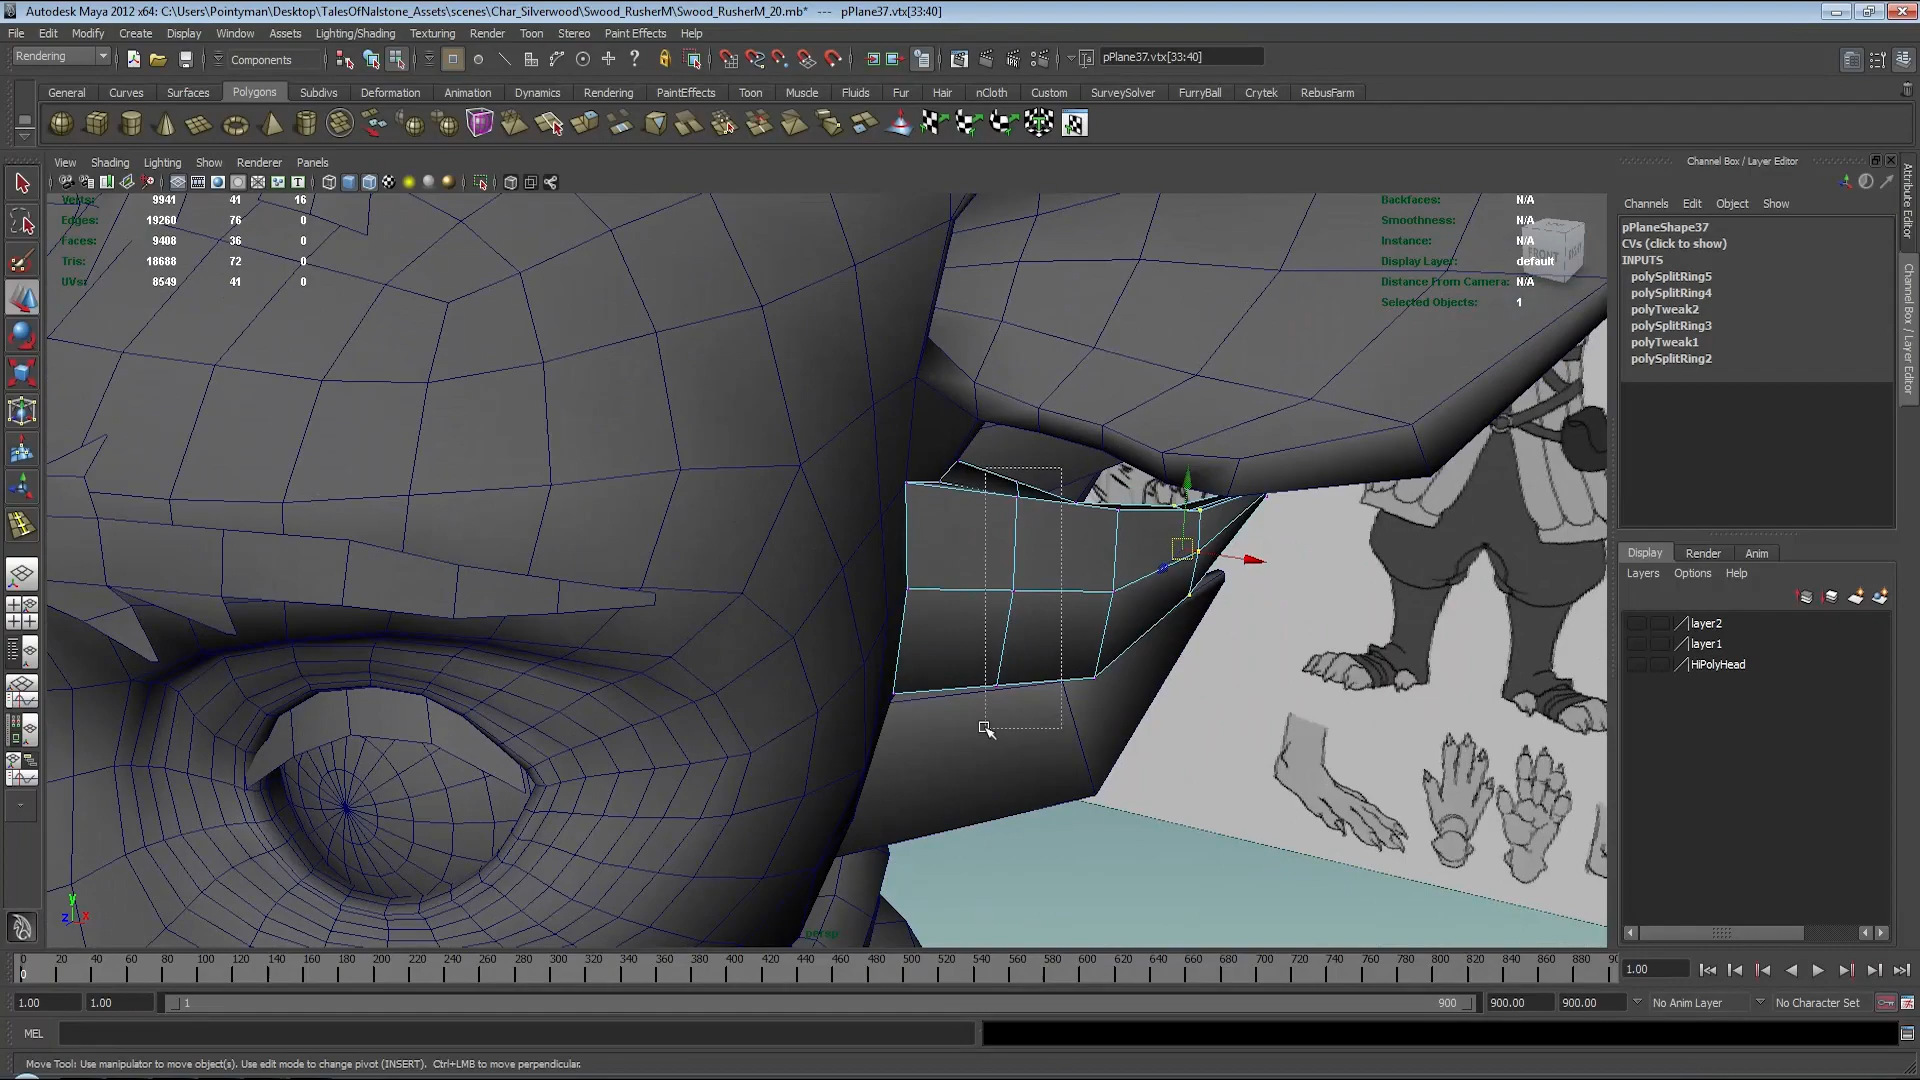 Autodesk Maya 2012 x64: C:\Users\Pointyman\Desktop\TalesOfNalstone_Assets\scenes\Char_Silverwood\Swood_RusherM\Swood_RusherM_20.mb* --- pPlane37.vtx[33:40]
File Edit Modify Create Display Window Assets Lighting/Shading Texturing Render Toon Stereo Paint Effects Help
Rendering Components pPlane37.vtx[33:40]
General Curves Surfaces Polygons Subdivs Deformation Animation Dynamics Rendering PaintEffects Toon Muscle Fluids Fur Hair nCloth Custom SurveySolver FurryBall Crytek RebusFarm
View Shading Lighting Show Renderer Panels
Channel Box / Layer Editor
Verts: 9941 41 16
Edges: 19260 76 0
Faces: 9408 36 0
Tris: 18688 72 0
UVs: 8549 41 0
Backfaces: N/A
Smoothness: N/A
Instance: N/A
Display Layer: default
Distance From Camera: N/A
Selected Objects: 1
FRONT
persp
y
z x
Channels Edit Object Show
pPlaneShape37
CVs (click to show)
INPUTS
polySplitRing5
polySplitRing4
polyTweak2
polySplitRing3
polyTweak1
polySplitRing2
Attribute Editor
Channel Box / Layer Editor
Display Render Anim
Layers Options Help
layer2
layer1
HiPolyHead
0 20 40 60 80 100 120 140 160 180 200 220 240 260 280 300 320 340 360 380 400 420 440 460 480 500 520 540 560 580 600 620 640 660 680 700 720 740 760 780 800 820 840 860 880 90
0
1.00
1.00 1.00 1 900 900.00 900.00 No Anim Layer No Character Set
MEL
Move Tool: Use manipulator to move object(s). Use edit mode to change pivot (INSERT). Ctrl+LMB to move perpendicular.